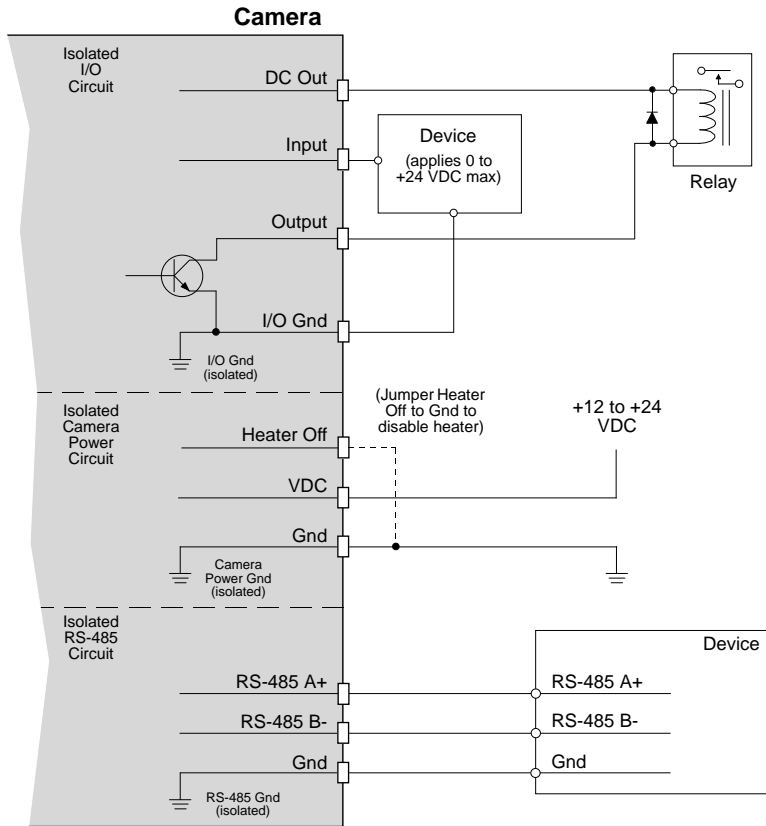 Camera
Isolated
I/O
Circuit
DC Out
Input
Device
(applies 0 to
+24 VDC max)
Relay
Output
I/O Gnd
I/O Gnd
(isolated)
Isolated
Camera
Power
Circuit
(Jumper Heater
Off to Gnd to
disable heater)
+12 to +24
VDC
Heater Off
VDC
Gnd
Camera
Power Gnd
(isolated)
Isolated
RS-485
Circuit
Device
RS-485 A+
RS-485 A+
RS-485 B-
RS-485 B-
Gnd
Gnd
RS-485 Gnd
(isolated)